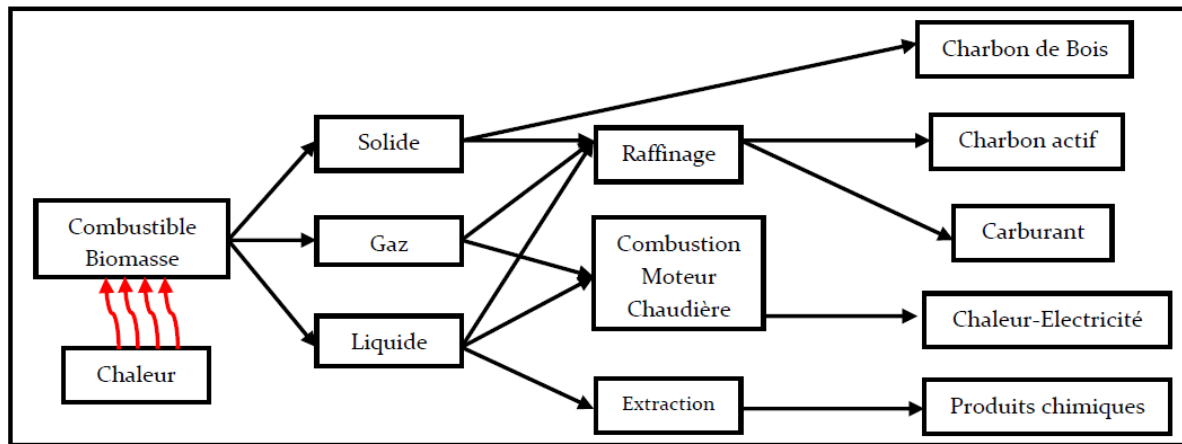 Charbon de Bois
Solide
Raffinage
Charbon actif
Combustible
Biomasse
Gaz
Combustion
Moteur
Chaudière
Carburant
Chaleur
Liquide
Chaleur-Electricité
Extraction
Produits chimiques